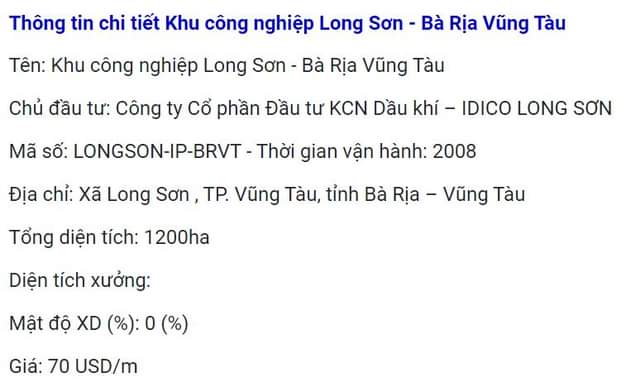 Thông tin chi tiết Khu công nghiệp Long Sơn - Bà Rịa Vũng Tàu
Tên: Khu công nghiệp Long Sơn - Bà Rịa Vũng Tàu
Chủ đầu tư: Công ty Cổ phần Đầu tư KCN Dầu khí – IDICO LONG SƠN
Mã số: LONGSON-IP-BRVT - Thời gian vận hành: 2008
Địa chỉ: Xã Long Sơn , TP. Vũng Tàu, tỉnh Bà Rịa – Vũng Tàu
Tổng diện tích: 1200ha
Diện tích xưởng:
Mật độ XD (%): 0 (%)
Giá: 70 USD/m